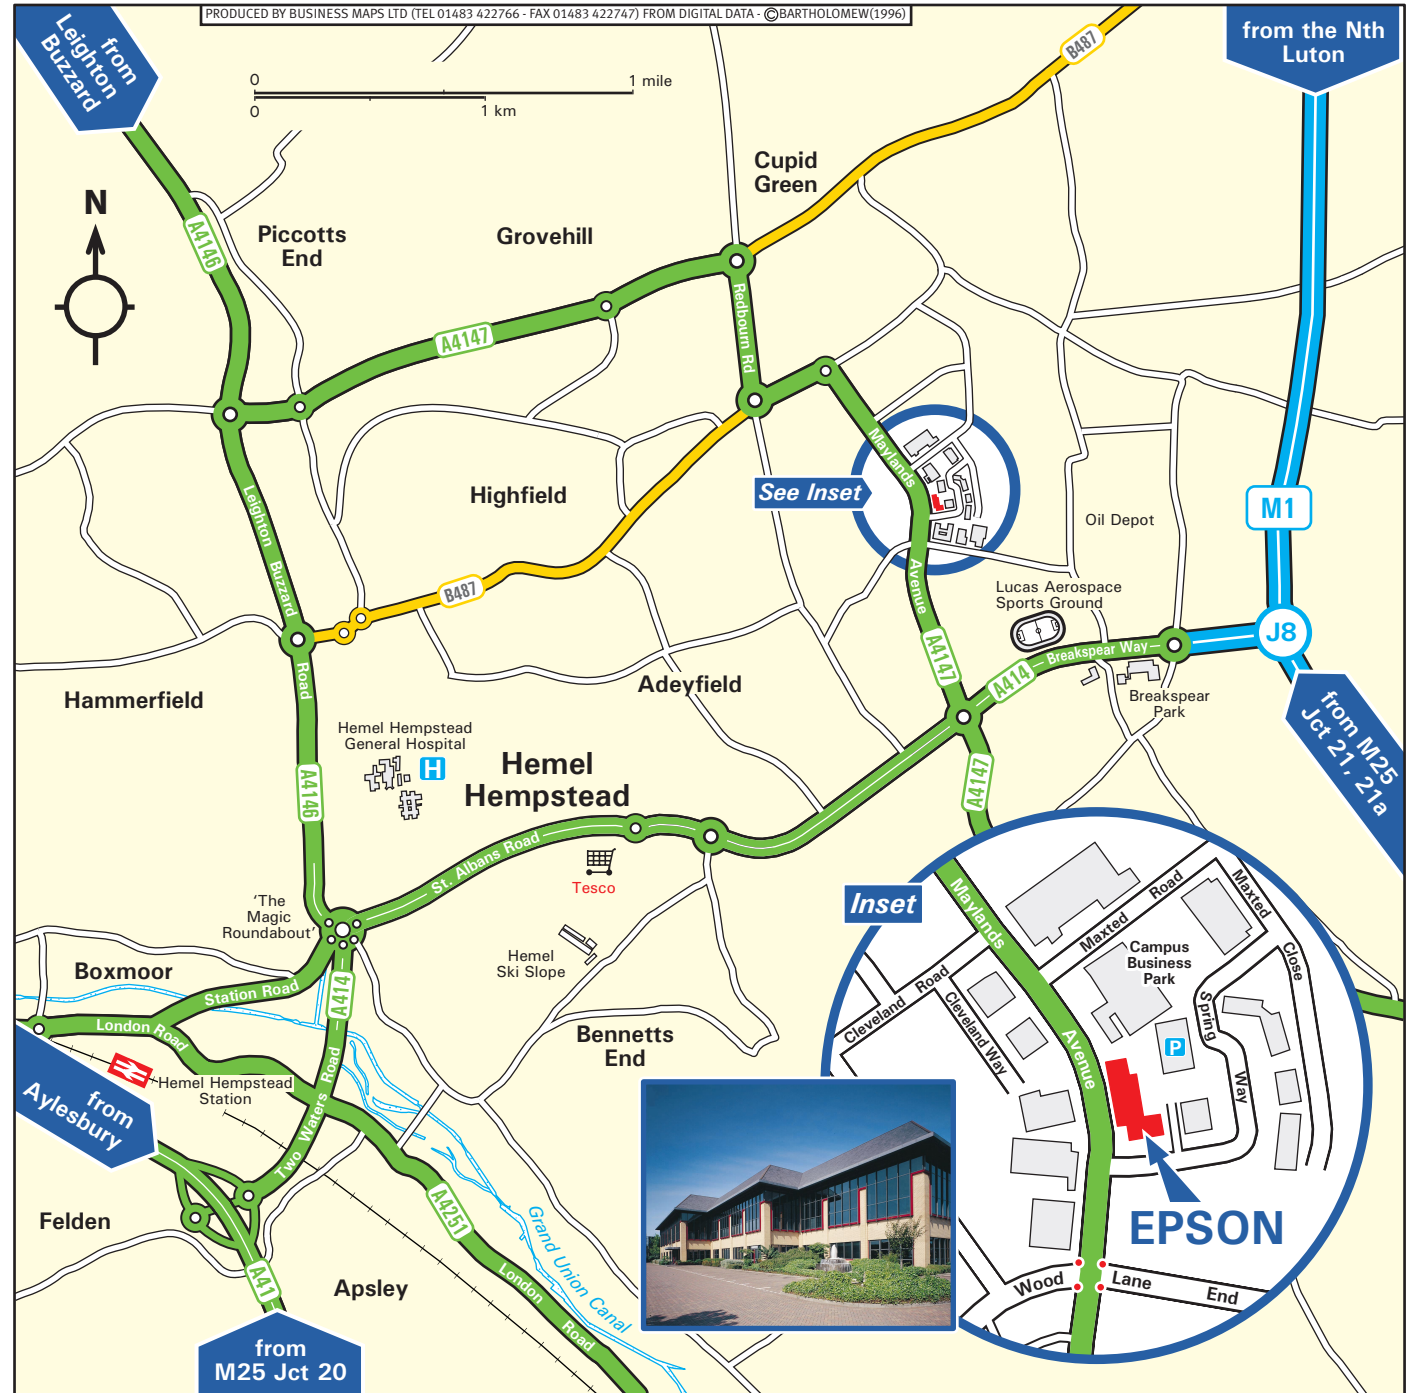 PRODUCED BY BUSINESS MAPS LTD (TEL 01483 422766 - FAX 01483 422747) FROM DIGITAL DATA - ©BARTHOLOMEW(1996)
from
Leighton
Buzzard
from the Nth
Luton
0
1 mile
0
1 km
B487
N
Cupid
Green
A4146
Piccotts
End
Grovehill
Redbourn Rd
A4147
Maylands
See Inset
Highfield
Leighton
Buzzard
Road
M1
Oil Depot
B487
Avenue
Lucas Aerospace
Sports Ground
J8
A4147
Breakspear Way
A414
Adeyfield
Hammerfield
Breakspear
Park
from M25
Jct 21, 21a
Hemel Hempstead
General Hospital
H
Hemel
Hempstead
A4146
A4147
St. Albans Road
Tesco
'The
Magic
Roundabout'
Hemel
Ski Slope
Boxmoor
Station Road
A414
London Road
Bennetts
End
Hemel Hempstead
Station
from
Aylesbury
Two Waters Road
Felden
A4251
Grand Union Canal
London
Road
A41
Apsley
from
M25 Jct 20
Inset
Maylands
Avenue
Maxted
Road
Maxted
Close
Campus
Business
Park
Cleveland Road
Cleveland Way
Spring
Way
P
EPSON
Wood
Lane
End